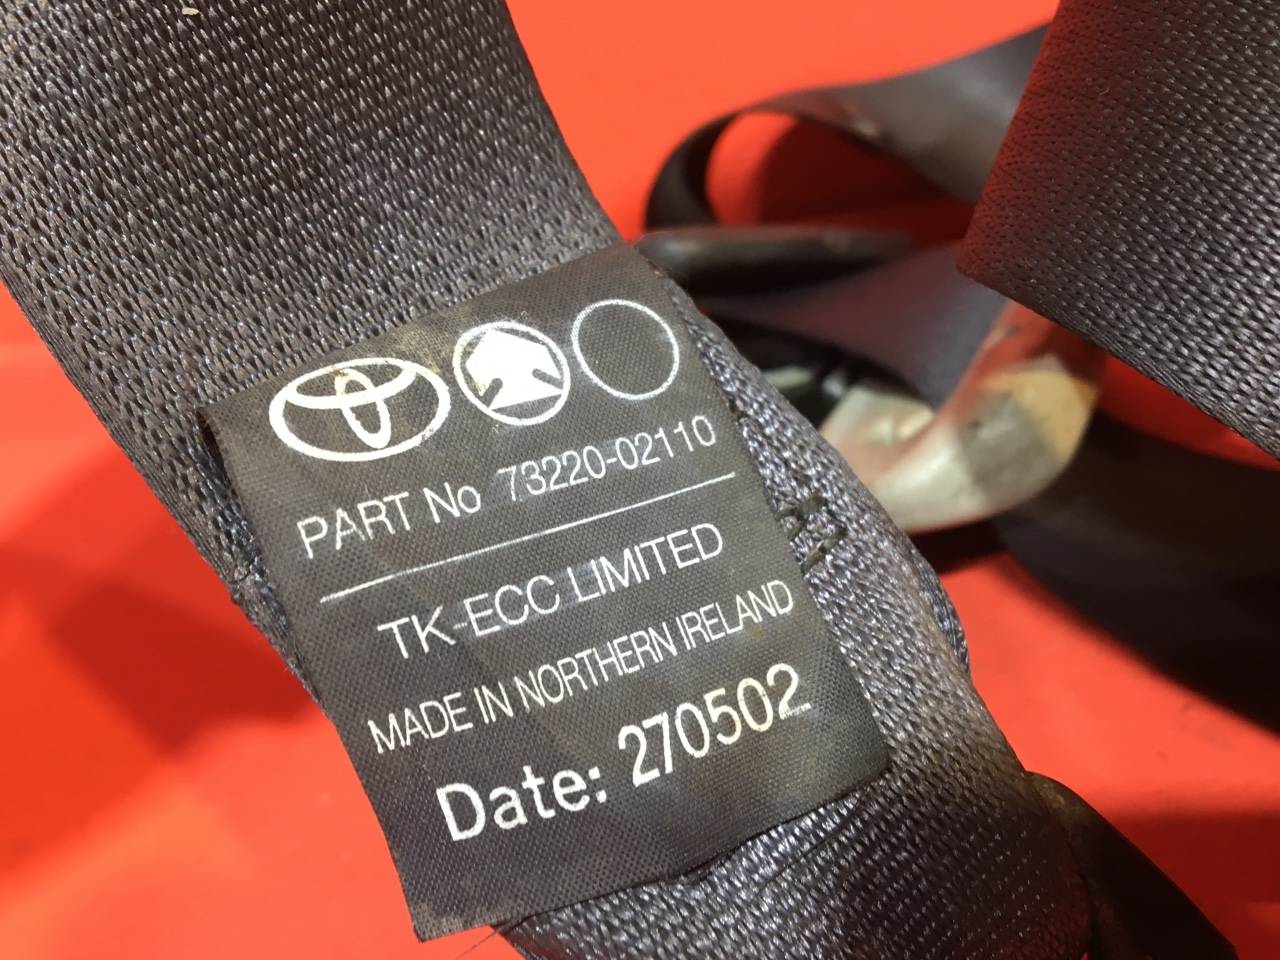 PART No 73220-02110
TK-ECC LIMITED
MADE IN NORTHERN IRELAND
Date: 270502